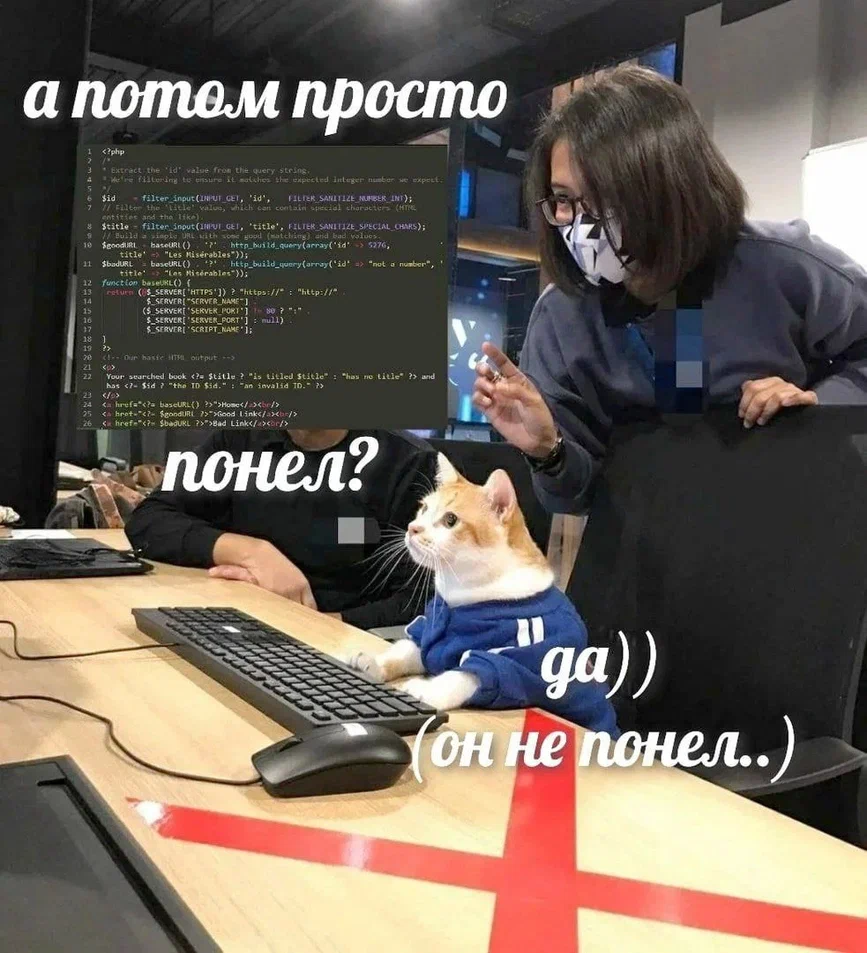 а потом просто
1 <?php
2 /*
3 * Extract the 'id' value from the query string.
4 * We're filtering to ensure it matches the expected integer number we expect.
5 */
6 $id = filter_input(INPUT_GET, 'id', FILTER_SANITIZE_NUMBER_INT);
7 // Filter the 'title' value, which can contain special characters (HTML
entities and the like).
8 $title = filter_input(INPUT_GET, 'title', FILTER_SANITIZE_SPECIAL_CHARS);
9 // Build a simple URL with some good (matching) and bad values.
10 $goodURL = baseURL() . '?' . http_build_query(array('id' => 5276, '
title' => "Les Misérables"));
11 $badURL = baseURL() . '?' . http_build_query(array('id' => "not a number", '
title' => "Les Misérables"));
12 function baseURL() {
13 return (@$_SERVER['HTTPS']) ? "https://" : "http://" .
14 $_SERVER["SERVER_NAME"] .
15 ($_SERVER['SERVER_PORT'] != 80 ? ":" .
16 $_SERVER['SERVER_PORT'] : null) .
17 $_SERVER['SCRIPT_NAME'];
18 }
19 ?>
20 <!-- Our basic HTML output -->
21 <p>
22 Your searched book <?= $title ? "is titled $title" : "has no title" ?> and
has <?= $id ? "the ID $id." : "an invalid ID." ?>
23 </p>
24 <a href="<?= baseURL() ?>">Home</a><br/>
25 <a href="<?= $goodURL ?>">Good Link</a><br/>
26 <a href="<?= $badURL ?>">Bad Link</a><br/>
понел?
да))
(он не понел..)